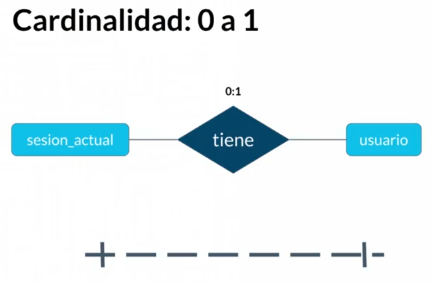 Cardinalidad: 0 a 1
0:1
sesion_actual tiene usuario